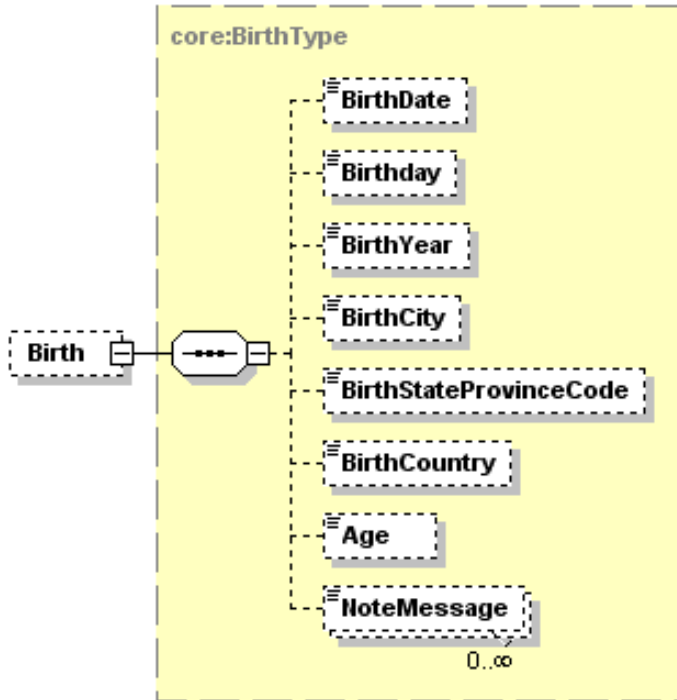 core:BirthType
BirthDate
Birthday
BirthYear
BirthCity
Birth
BirthStateProvinceCode
BirthCountry
Age
NoteMessage
0..∞